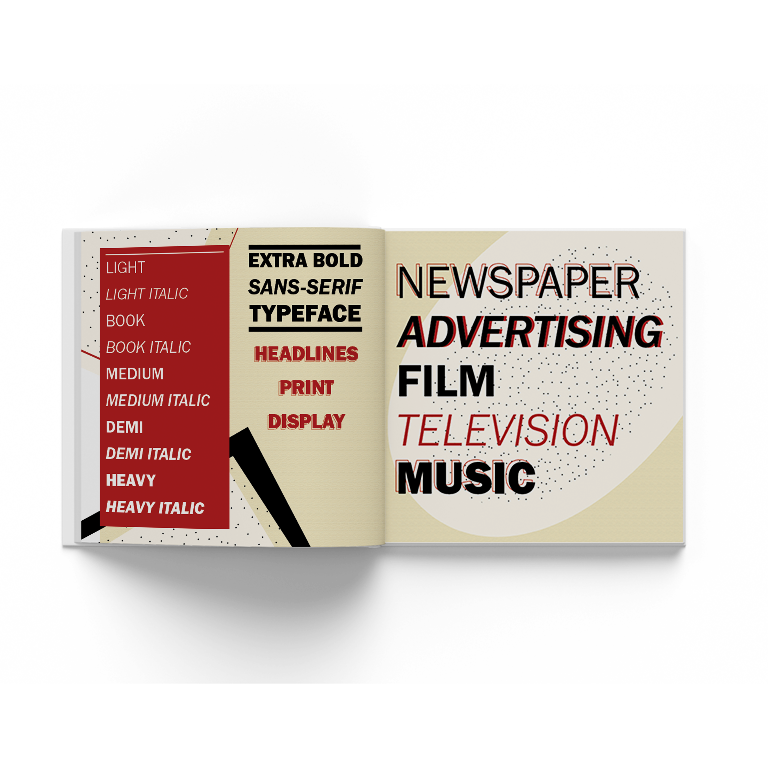 LIGHT
LIGHT ITALIC
BOOK
BOOK ITALIC
MEDIUM
MEDIUM ITALIC
DEMI
DEMI ITALIC
HEAVY
HEAVY ITALIC
EXTRA BOLD
SANS-SERIF
TYPEFACE
HEADLINES
PRINT
DISPLAY
NEWSPAPER
ADVERTISING
FILM
TELEVISION
MUSIC